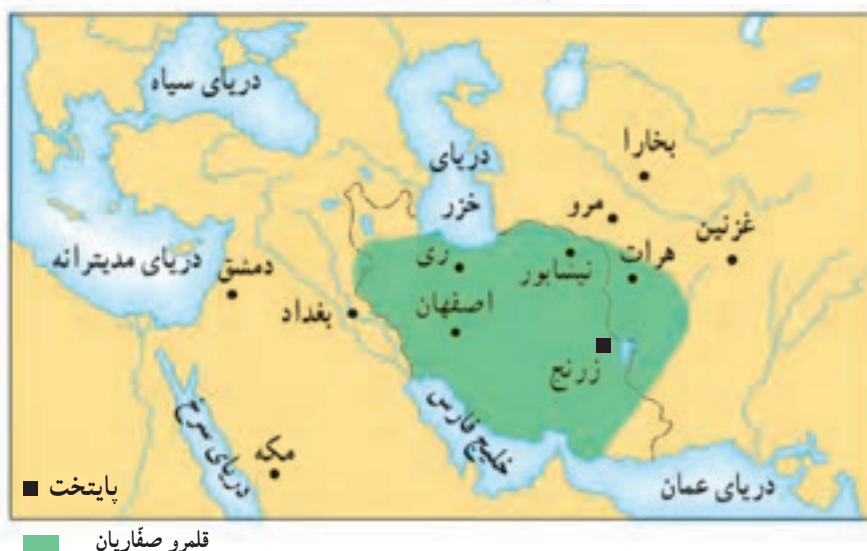 دریای سیاه
دریای
خزر
بخارا
مرو
غزنین
هرات
نیشابور
ری
دریای مدیترانه
دمشق
بغداد
اصفهان
زرنج
خلیج فارس
دریای سرخ
مکه
دریای عمان
پایتخت
قلمرو صفّاریان